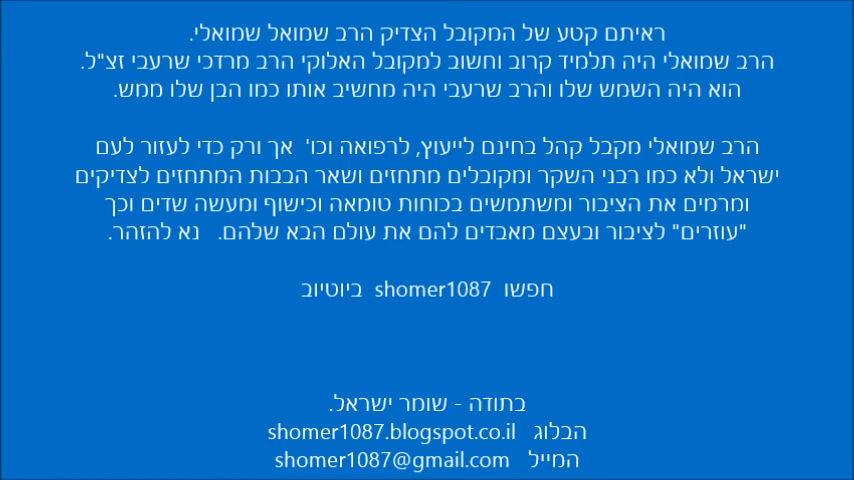 ראיתם קטע של המקובל הצדיק הרב שמואל שמואלי.
הרב שמואלי היה תלמיד קרוב וחשוב למקובל האלוקי הרב מרדכי שרעבי זצ"ל.
הוא היה השמש שלו והרב שרעבי היה מחשיב אותו כמו הבן שלו ממש.
הרב שמואלי מקבל קהל בחינם לייעוץ, לרפואה וכו' אך ורק כדי לעזור לעם
ישראל ולא כמו רבני השקר ומקובלים מתחזים ושאר הבבות המתחזים לצדיקים
ומרמים את הציבור ומשתמשים בכוחות טומאה וכישוף ומעשה שדים וכך
"עוזרים" לציבור ובעצם מאבדים להם את עולם הבא שלהם. נא להזהר.
חפשו shomer1087 ביוטיוב
בתודה - שומר ישראל.
הבלוג shomer1087.blogspot.co.il
המייל shomer1087@gmail.com